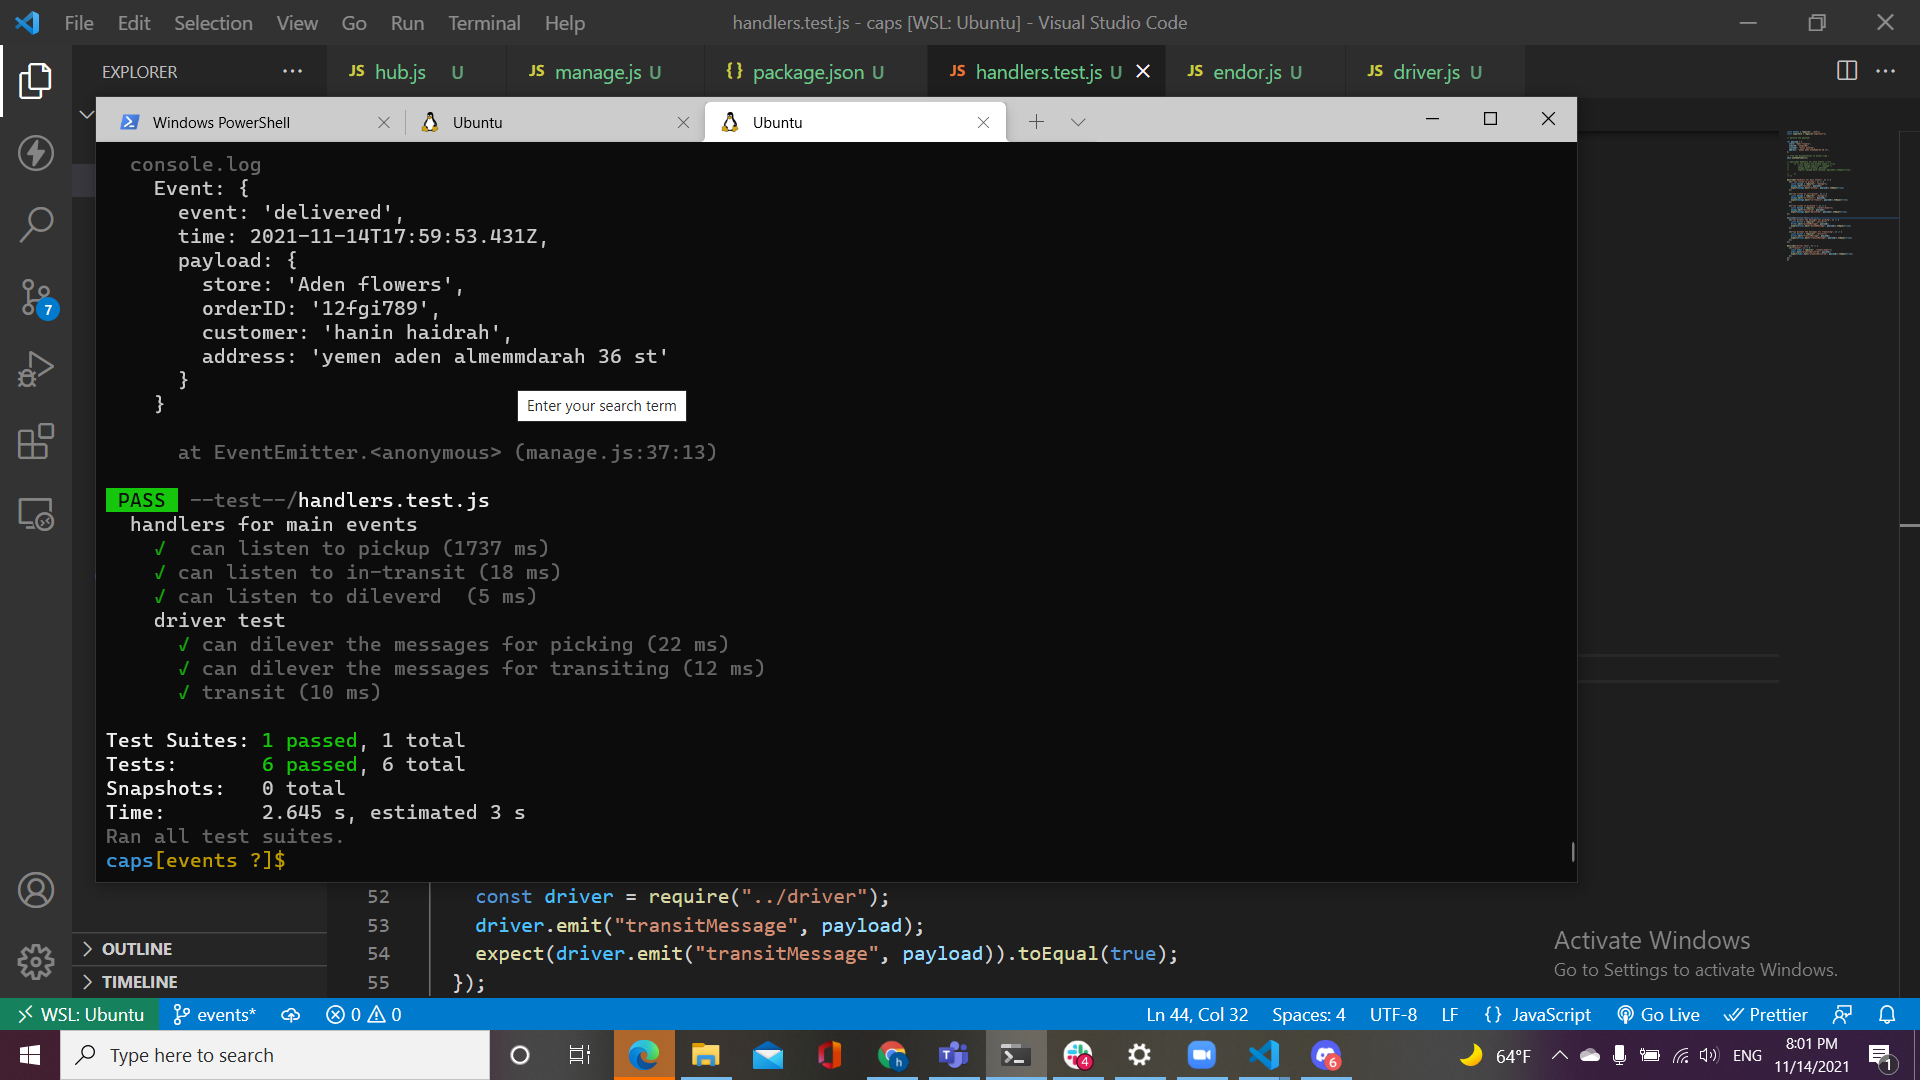 File Edit Selection View Go Run Terminal Help handlers.test.js - caps [WSL: Ubuntu] - Visual Studio Code
EXPLORER ··· JS hub.js U JS manage.js U {} package.json U JS handlers.test.js U JS endor.js U JS driver.js U ···
Windows PowerShell Ubuntu Ubuntu
console.log
Event: {
event: 'delivered',
time: 2021-11-14T17:59:53.431Z,
payload: {
store: 'Aden flowers',
orderID: '12fgi789',
customer: 'hanin haidrah',
address: 'yemen aden almemmdarah 36 st'
}
}
Enter your search term
at EventEmitter.<anonymous> (manage.js:37:13)
PASS --test--/handlers.test.js
handlers for main events
√ can listen to pickup (1737 ms)
√ can listen to in-transit (18 ms)
√ can listen to dileverd (5 ms)
driver test
√ can dilever the messages for picking (22 ms)
√ can dilever the messages for transiting (12 ms)
√ transit (10 ms)
Test Suites: 1 passed, 1 total
Tests: 6 passed, 6 total
Snapshots: 0 total
Time: 2.645 s, estimated 3 s
Ran all test suites.
caps[events ?]$
7
52 const driver = require("../driver");
53 driver.emit("transitMessage", payload);
54 expect(driver.emit("transitMessage", payload)).toEqual(true);
55 });
OUTLINE
TIMELINE
Activate Windows
Go to Settings to activate Windows.
WSL: Ubuntu events* 0 0 Ln 44, Col 32 Spaces: 4 UTF-8 LF {} JavaScript Go Live Prettier
Type here to search 4 6 64°F ENG 8:01 PM 1
11/14/2021